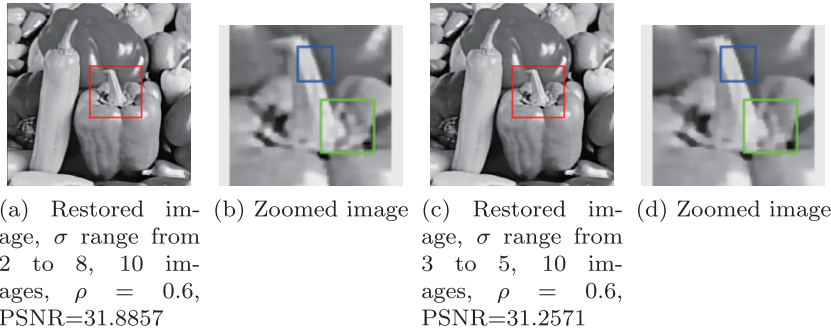 (a) Restored im-
age, σ range from
2 to 8, 10 im-
ages, ρ = 0.6,
PSNR=31.8857
(b) Zoomed image
(c) Restored im-
age, σ range from
3 to 5, 10 im-
ages, ρ = 0.6,
PSNR=31.2571
(d) Zoomed image